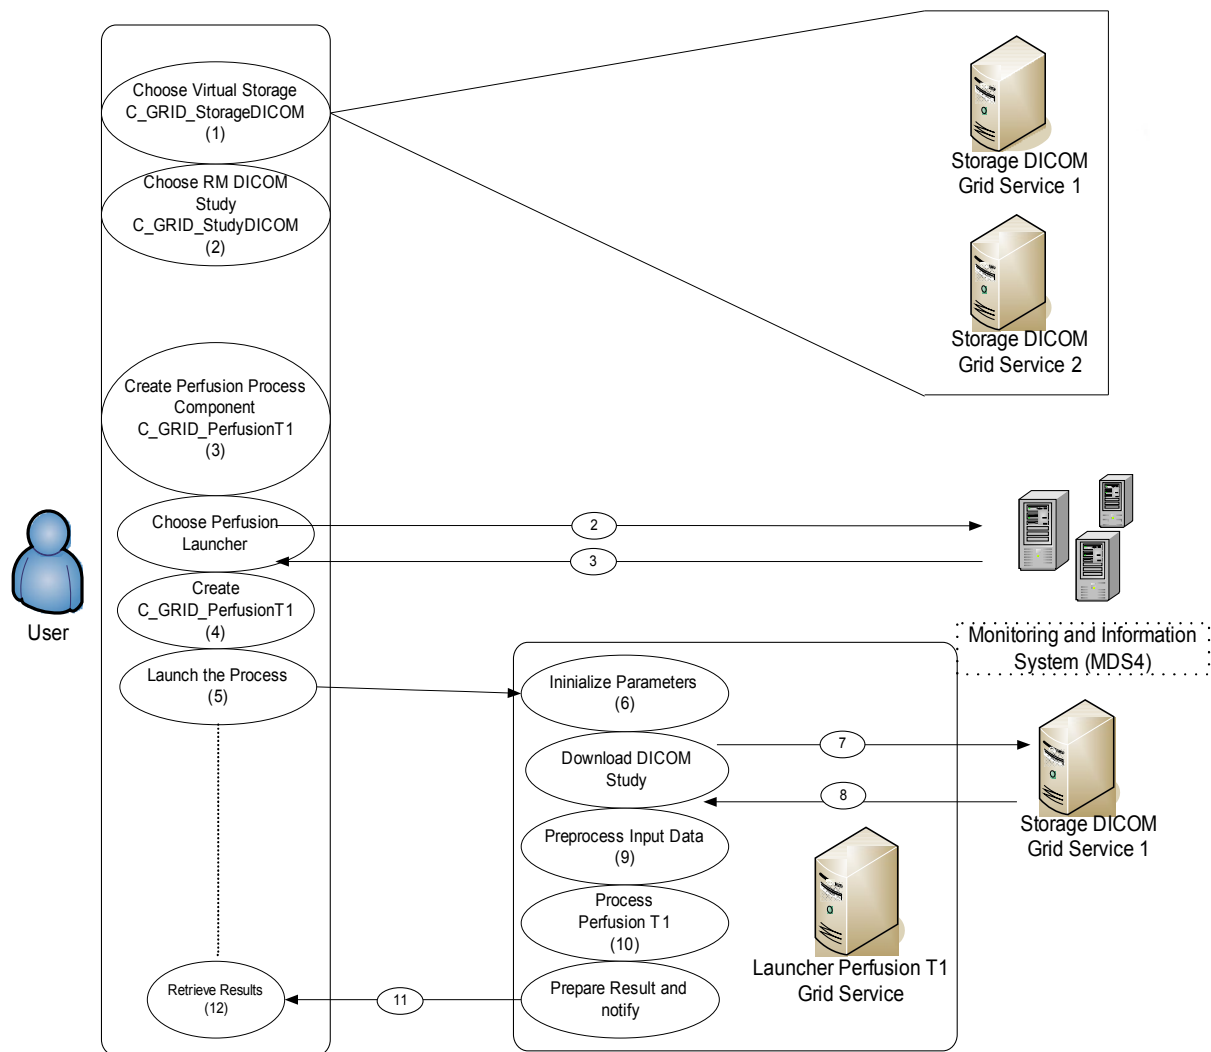 Choose Virtual Storage
C_GRID_StorageDICOM
(1)
Choose RM DICOM
Study
C_GRID_StudyDICOM
(2)
Create Perfusion Process
Component
C_GRID_PerfusionT1
(3)
Choose Perfusion
Launcher
Create
C_GRID_PerfusionT1
(4)
Launch the Process
(5)
Retrieve Results
(12)
User
Storage DICOM
Grid Service 1
Storage DICOM
Grid Service 2
2
3
Monitoring and Information
System (MDS4)
Ininialize Parameters
(6)
Download DICOM
Study
Preprocess Input Data
(9)
Process
Perfusion T1
(10)
Prepare Result and
notify
7
8
11
Storage DICOM
Grid Service 1
Launcher Perfusion T1
Grid Service